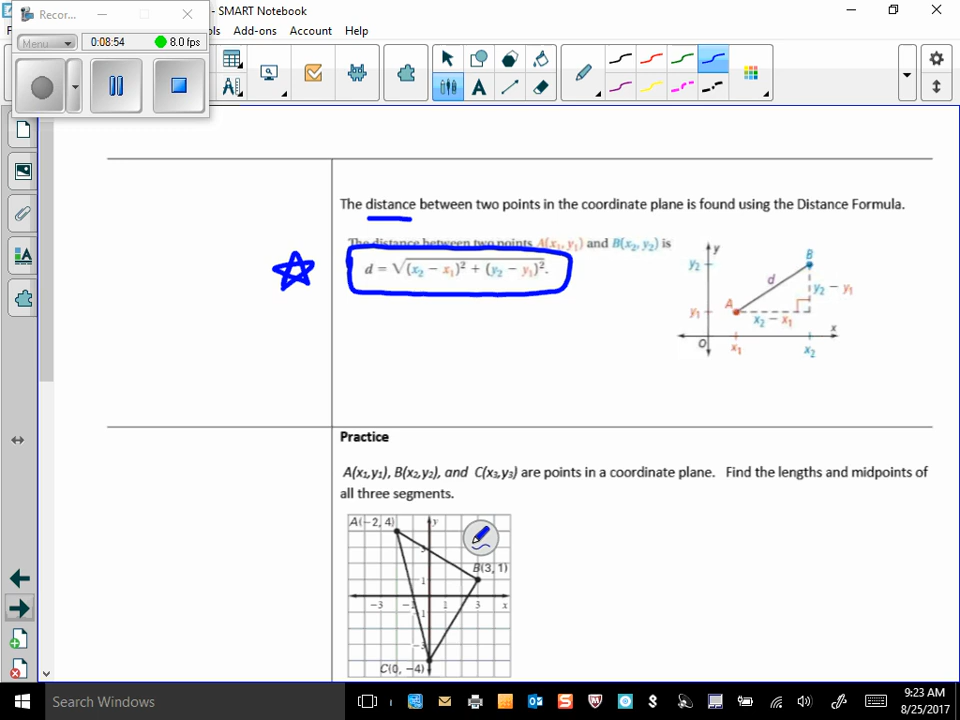 Recor...
SMART Notebook
Menu
0:08:54
8.0 fps
ols Add-ons Account Help
The distance between two points in the coordinate plane is found using the Distance Formula.
The distance between two points A(x₁, y₁) and B(x₂, y₂) is
d = √(x₂ − x₁)² + (y₂ − y₁)².
y
B
y₂
d
y₂ − y₁
A
y₁
x₂ − x₁
x
O
x₁
x₂
Practice
A(x₁,y₁), B(x₂,y₂), and C(x₃,y₃) are points in a coordinate plane. Find the lengths and midpoints of
all three segments.
A(−2, 4)
y
B(3, 1)
1
−3
1
3
x
C(0, −4)
Search Windows
9:23 AM
8/25/2017